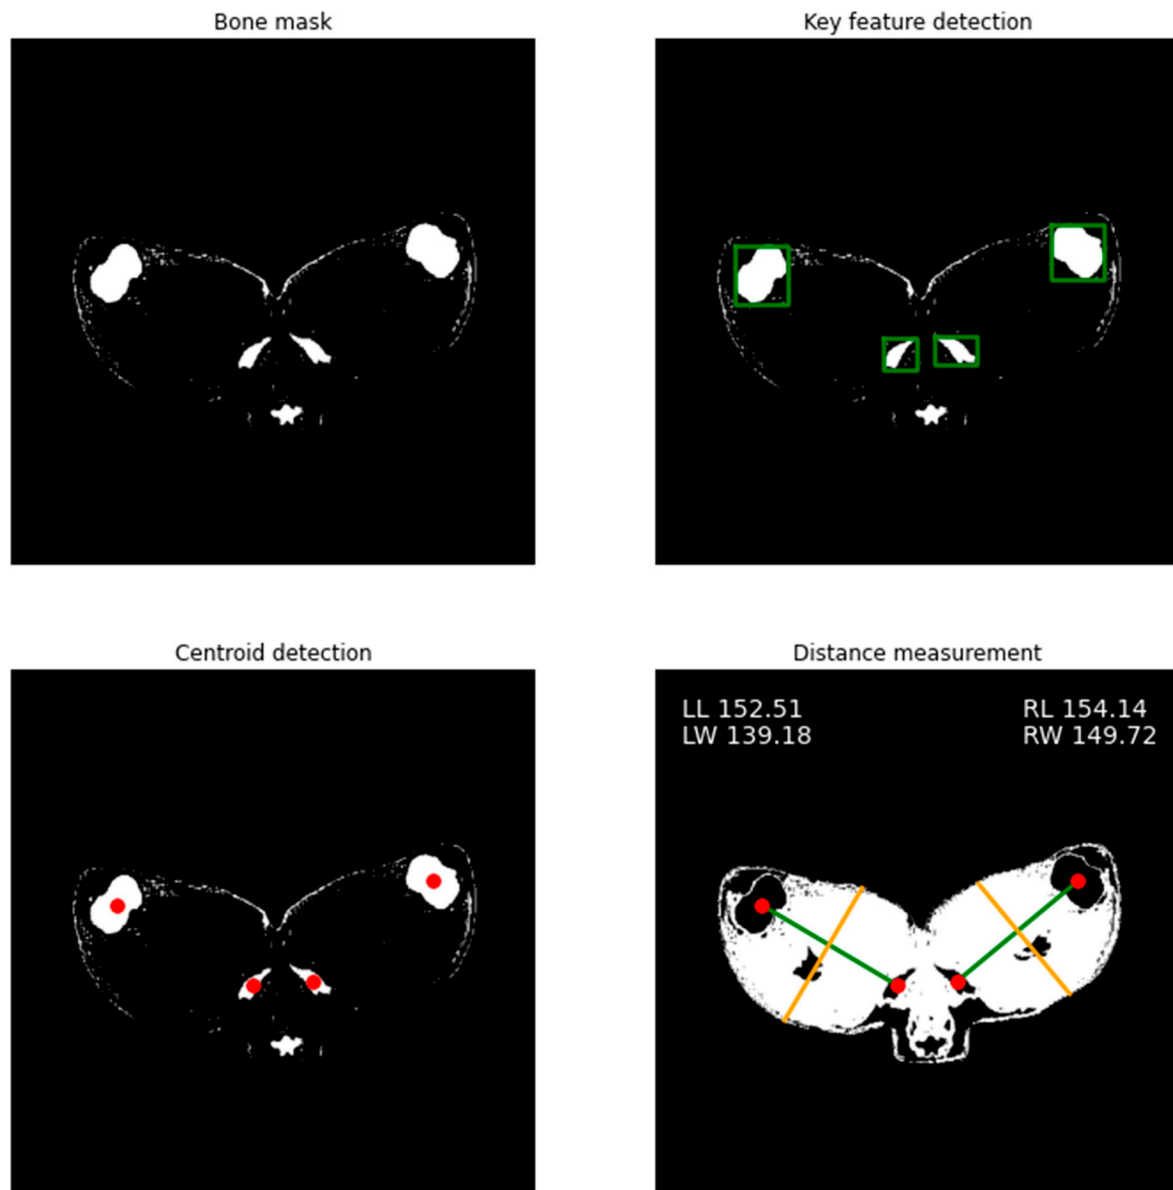 Bone mask
Key feature detection
Centroid detection
Distance measurement
LL 152.51
LW 139.18
RL 154.14
RW 149.72